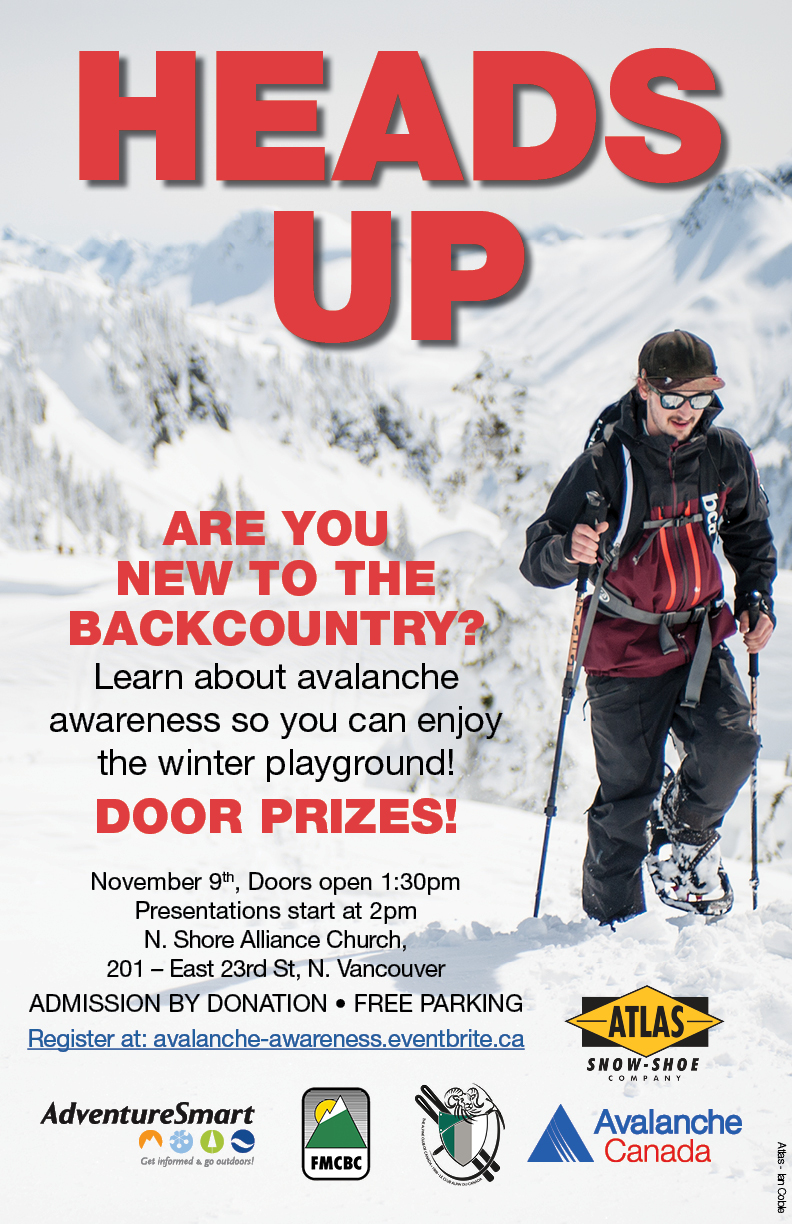 HEADS
UP
bca
ARE YOU
NEW TO THE
BACKCOUNTRY?
Learn about avalanche
awareness so you can enjoy
the winter playground!
DOOR PRIZES!
November 9th, Doors open 1:30pm
Presentations start at 2pm
N. Shore Alliance Church,
201 – East 23rd St, N. Vancouver
ADMISSION BY DONATION • FREE PARKING
Register at: avalanche-awareness.eventbrite.ca
ATLAS
SNOW-SHOE
COMPANY
AdventureSmart
Get informed & go outdoors!
FMCBC
Avalanche
Canada
Atlas - Ian Coble